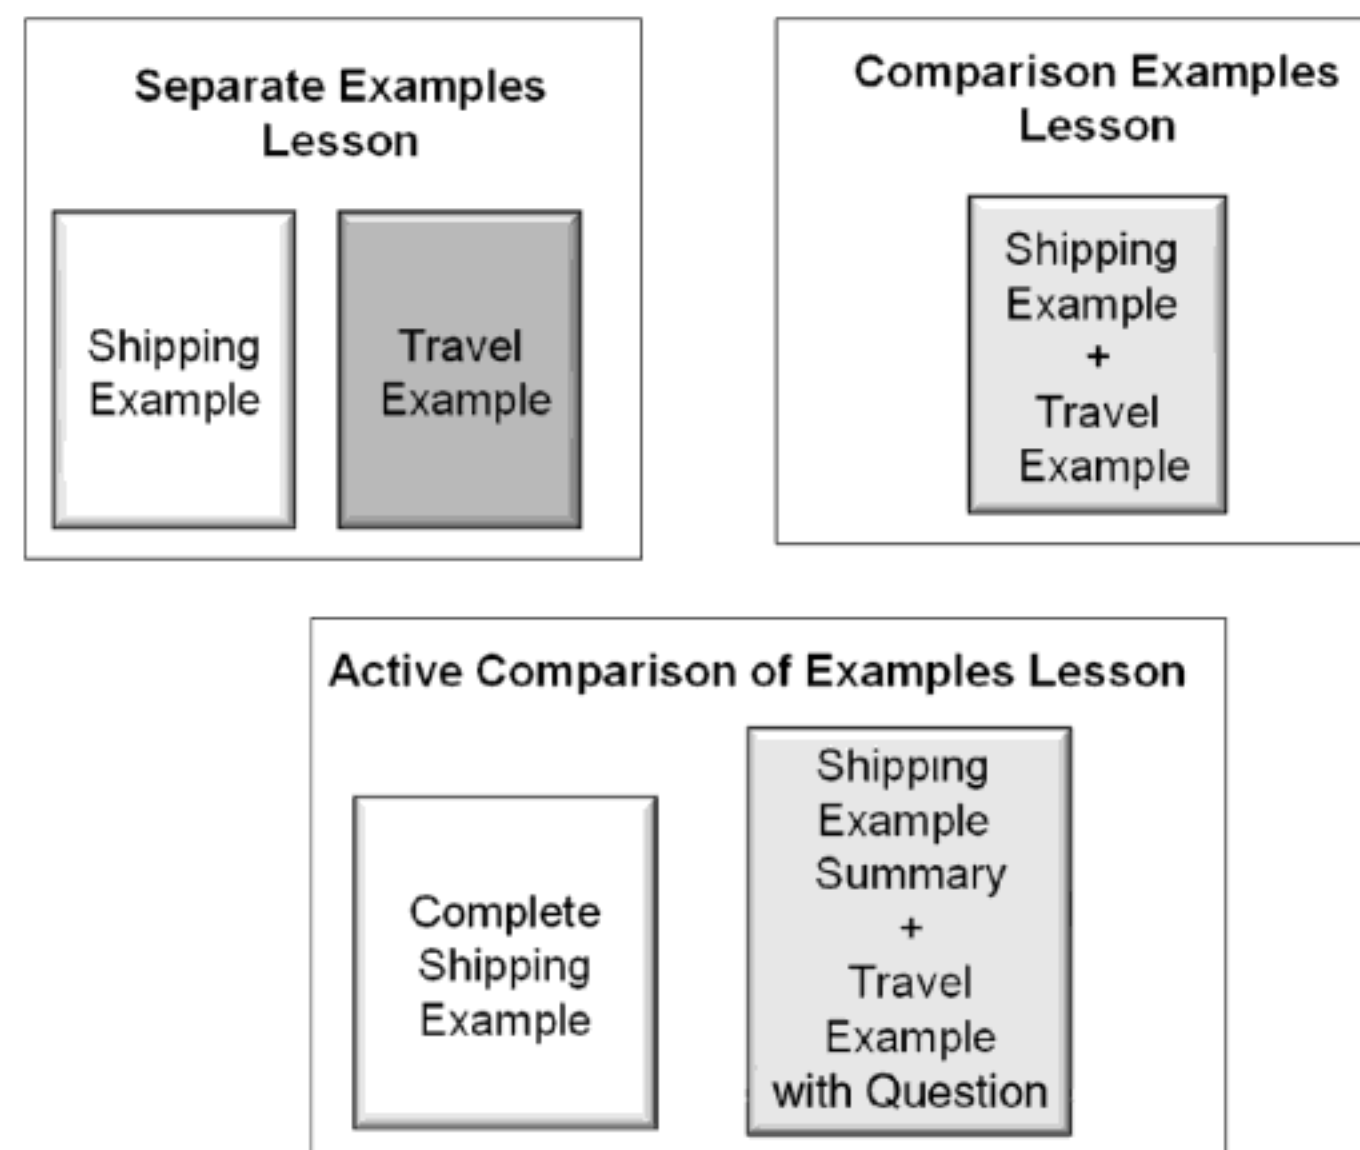 Separate Examples
Lesson
Shipping
Example
Travel
Example
Comparison Examples
Lesson
Shipping
Example
+
Travel
Example
Active Comparison of Examples Lesson
Complete
Shipping
Example
Shipping
Example
Summary
+
Travel
Example
with Question